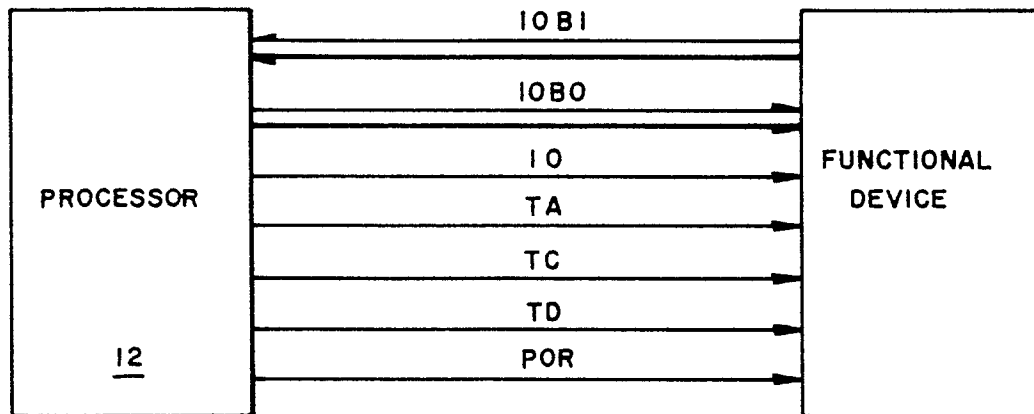 IOBI
IOBO
IO
PROCESSOR
FUNCTIONAL
DEVICE
TA
TC
TD
12
POR